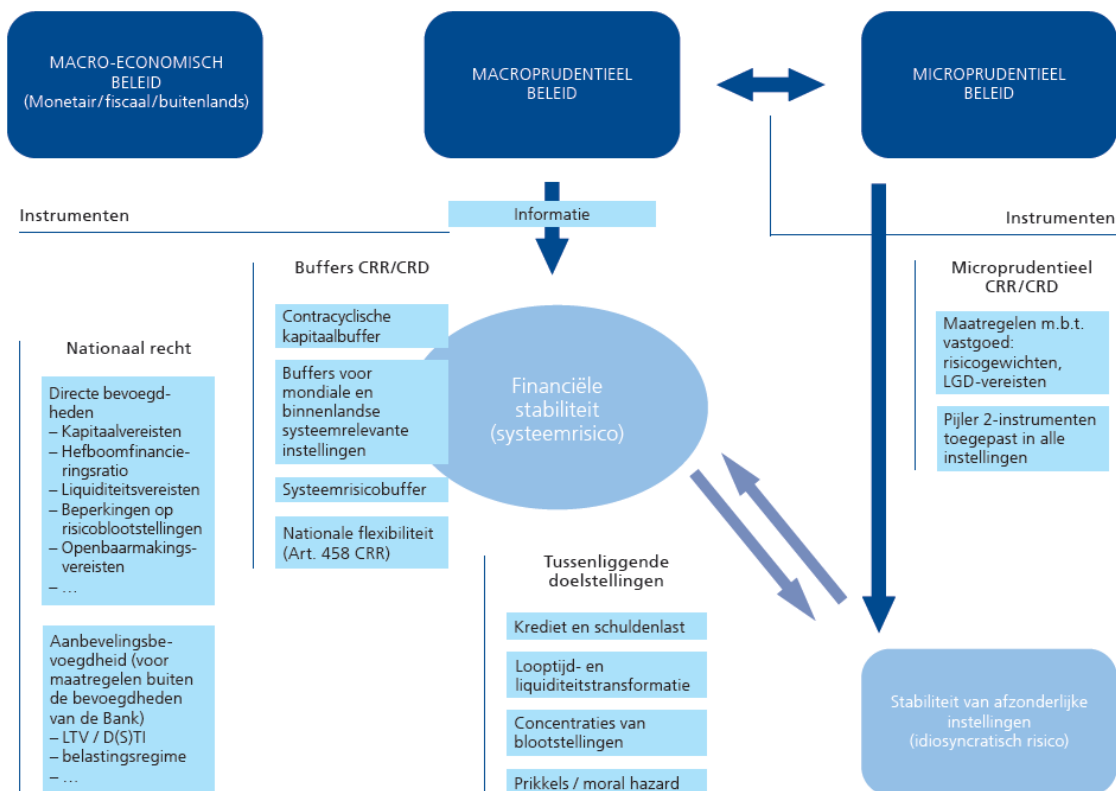 MACRO-ECONOMISCH
BELEID
(Monetair/fiscaal/buitenlands)
MACROPRUDENTIEEL
BELEID
MICROPRUDENTIEEL
BELEID
Instrumenten
Informatie
Instrumenten
Nationaal recht
Directe bevoegd-
heden
– Kapitaalvereisten
– Hefboomfinancie-
ringsratio
– Liquiditeitsvereisten
– Beperkingen op
risicoblootstellingen
– Openbaarmakings-
vereisten
– …
Aanbevelingsbe-
voegdheid (voor
maatregelen buiten
de bevoegdheden
van de Bank)
– LTV / D(S)TI
– belastingsregime
– …
Buffers CRR/CRD
Contracyclische
kapitaalbuffer
Buffers voor
mondiale en
binnenlandse
systeemrelevante
instellingen
Systeemrisicobuffer
Nationale flexibiliteit
(Art. 458 CRR)
Financiële
stabiliteit
(systeemrisico)
Tussenliggende
doelstellingen
Krediet en schuldenlast
Looptijd- en
liquiditeitstransformatie
Concentraties van
blootstellingen
Prikkels / moral hazard
Microprudentieel
CRR/CRD
Maatregelen m.b.t.
vastgoed:
risicogewichten,
LGD-vereisten
Pijler 2-instrumenten
toegepast in alle
instellingen
Stabiliteit van afzonderlijke
instellingen
(idiosyncratisch risico)